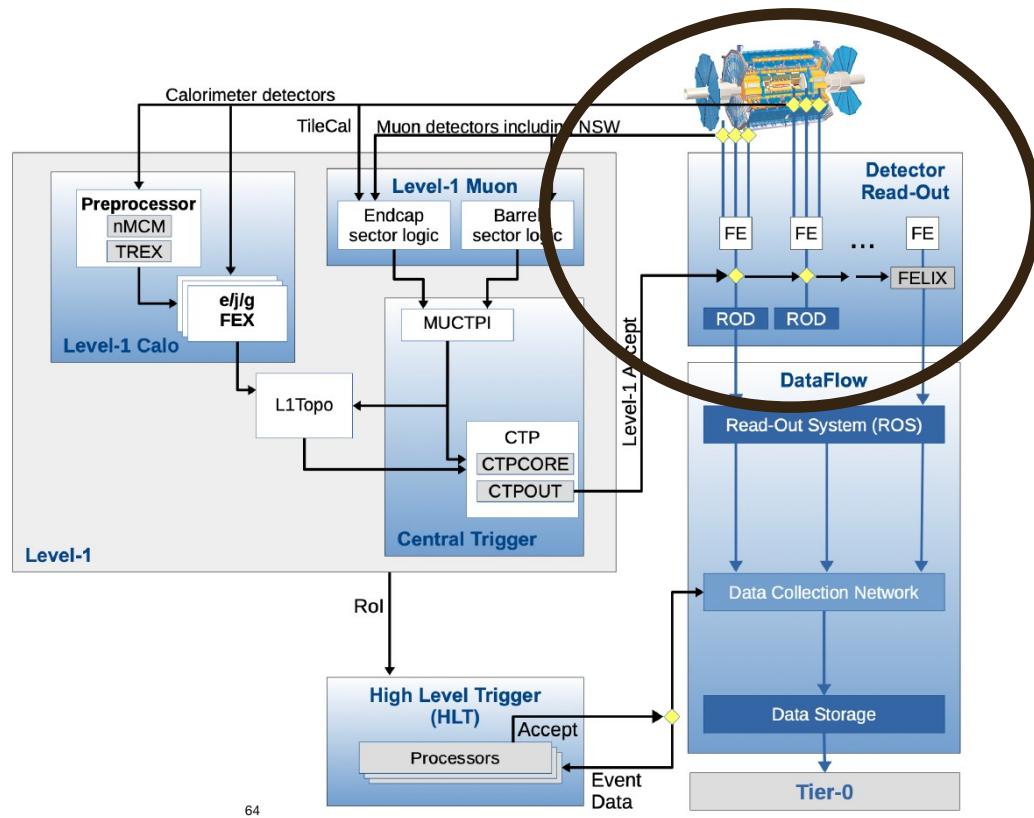 Calorimeter detectors
TileCal
Muon detectors including NSW
Preprocessor
nMCM
TREX
e/j/g
FEX
Level-1 Calo
Level-1 Muon
Endcap
sector logic
Barrel
sector logic
MUCTPI
L1Topo
CTP
CTPCORE
CTPOUT
Central Trigger
Level-1
Level-1 Accept
Detector
Read-Out
FE
FE
...
FE
FELIX
ROD
ROD
DataFlow
Read-Out System (ROS)
Data Collection Network
Data Storage
Tier-0
RoI
High Level Trigger
(HLT)
Accept
Processors
Event
Data
64